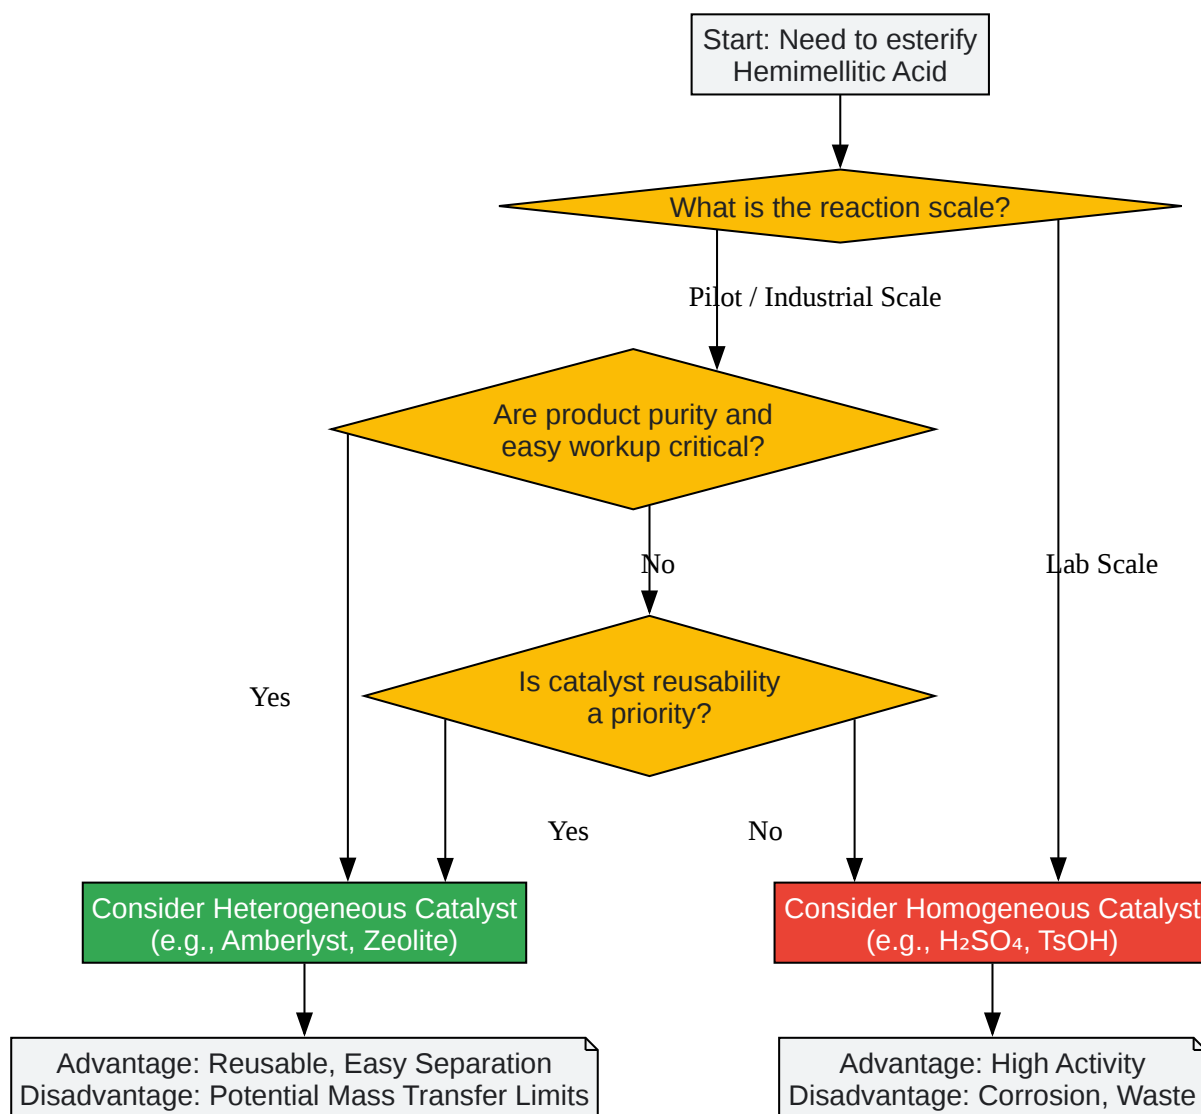 Start: Need to esterify
Hemimellitic Acid
What is the reaction scale?
Pilot / Industrial Scale
Are product purity and
easy workup critical?
No
Lab Scale
Is catalyst reusability
a priority?
Yes
Yes
No
Consider Heterogeneous Catalyst
(e.g., Amberlyst, Zeolite)
Consider Homogeneous Catalyst
(e.g., H₂SO₄, TsOH)
Advantage: Reusable, Easy Separation
Disadvantage: Potential Mass Transfer Limits
Advantage: High Activity
Disadvantage: Corrosion, Waste